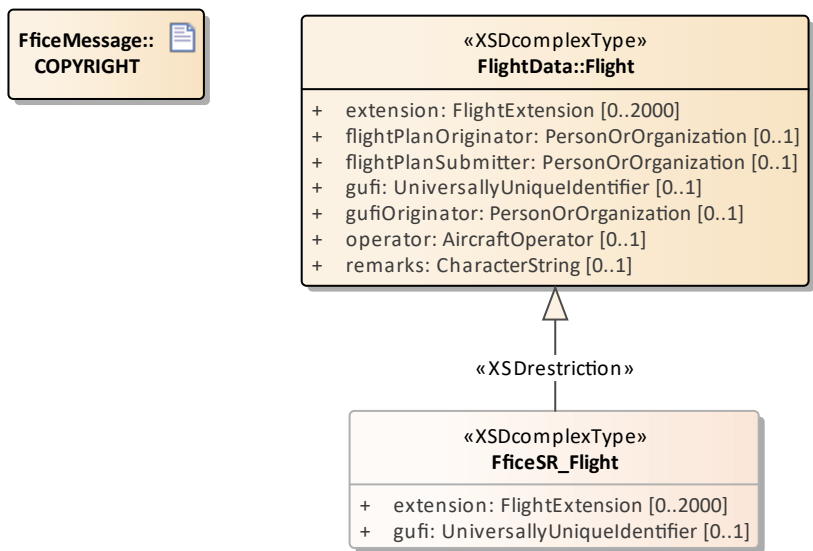 FficeMessage::
COPYRIGHT
«XSDcomplexType»
FlightData::Flight
+ extension: FlightExtension [0..2000]
+ flightPlanOriginator: PersonOrOrganization [0..1]
+ flightPlanSubmitter: PersonOrOrganization [0..1]
+ gufi: UniversallyUniqueIdentifier [0..1]
+ gufiOriginator: PersonOrOrganization [0..1]
+ operator: AircraftOperator [0..1]
+ remarks: CharacterString [0..1]
«XSDrestriction»
«XSDcomplexType»
FficeSR_Flight
+ extension: FlightExtension [0..2000]
+ gufi: UniversallyUniqueIdentifier [0..1]